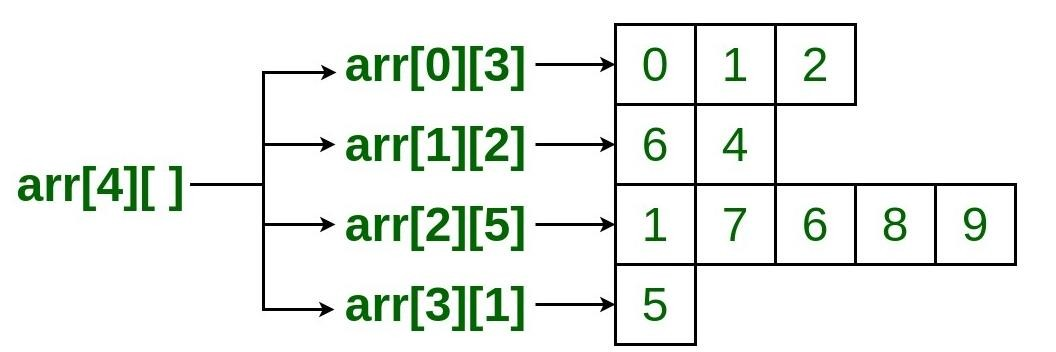 arr[4][ ]
arr[0][3] 0 1 2
arr[1][2] 6 4
arr[2][5] 1 7 6 8 9
arr[3][1] 5